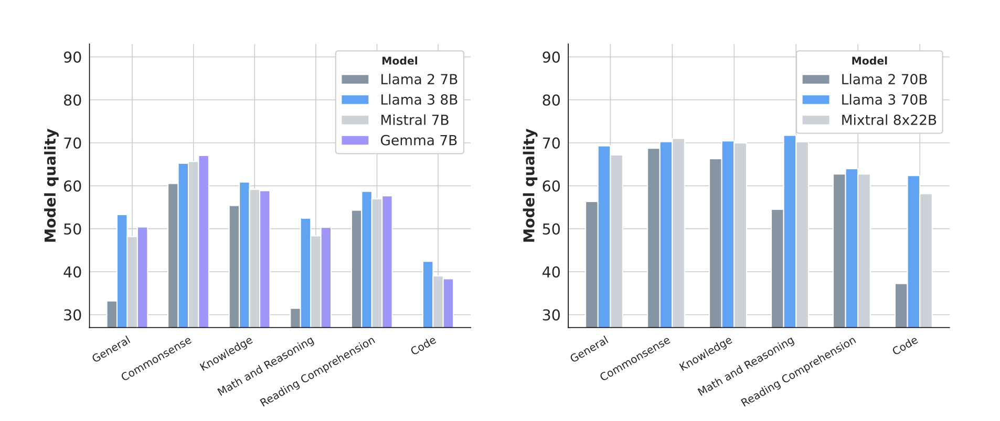 Model quality
90
80
70
60
50
40
30
Model
Llama 2 7B
Llama 3 8B
Mistral 7B
Gemma 7B
General
Commonsense
Knowledge
Math and Reasoning
Reading Comprehension
Code
Model quality
90
80
70
60
50
40
30
Model
Llama 2 70B
Llama 3 70B
Mixtral 8x22B
General
Commonsense
Knowledge
Math and Reasoning
Reading Comprehension
Code